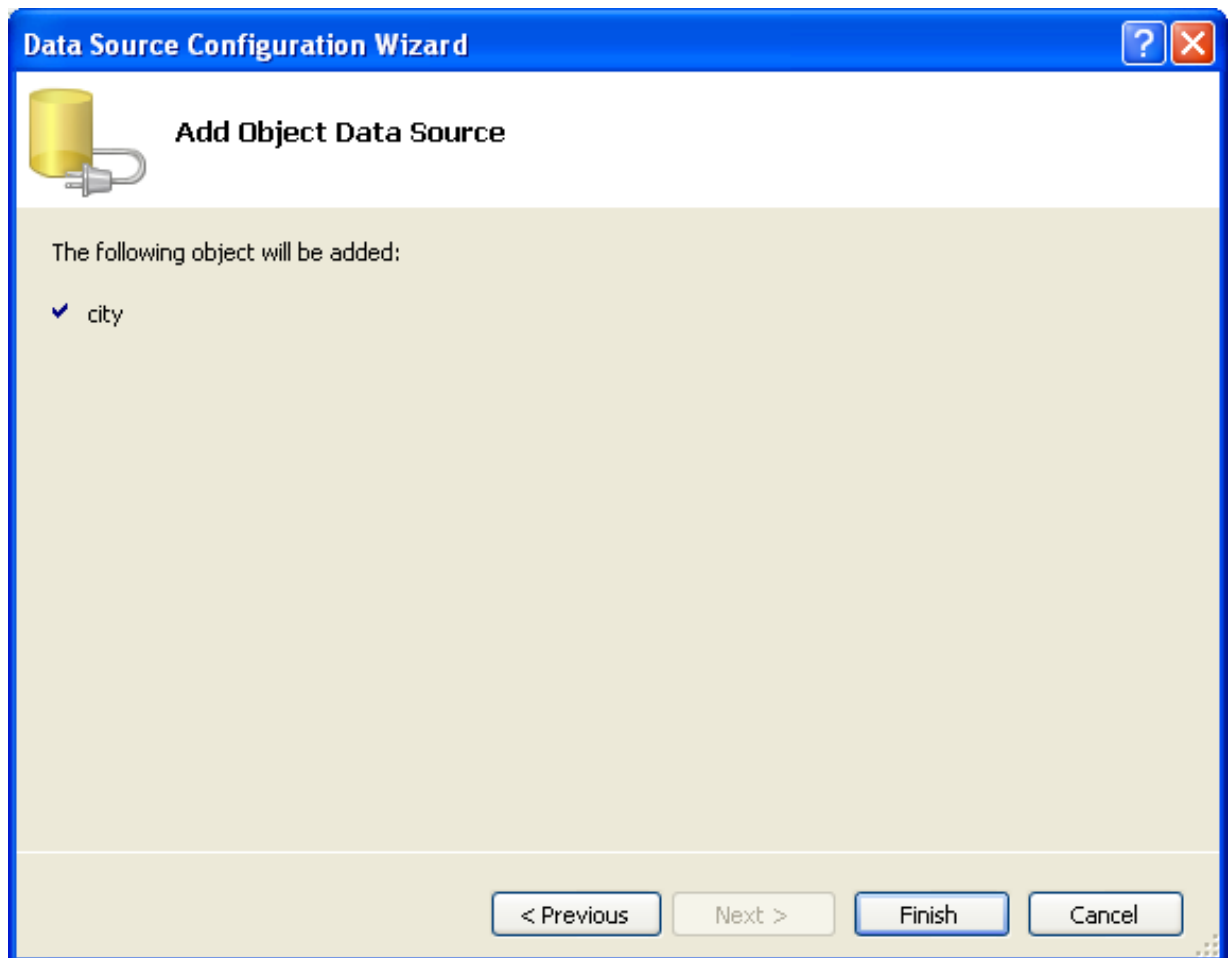 Data Source Configuration Wizard
?
Add Object Data Source
The following object will be added:
city
< Previous
Next >
Finish
Cancel